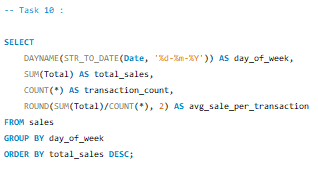 -- Task 10 :
SELECT
DAYNAME(STR_TO_DATE(Date, '%d-%m-%Y')) AS day_of_week,
SUM(Total) AS total_sales,
COUNT(*) AS transaction_count,
ROUND(SUM(Total)/COUNT(*), 2) AS avg_sale_per_transaction
FROM sales
GROUP BY day_of_week
ORDER BY total_sales DESC;